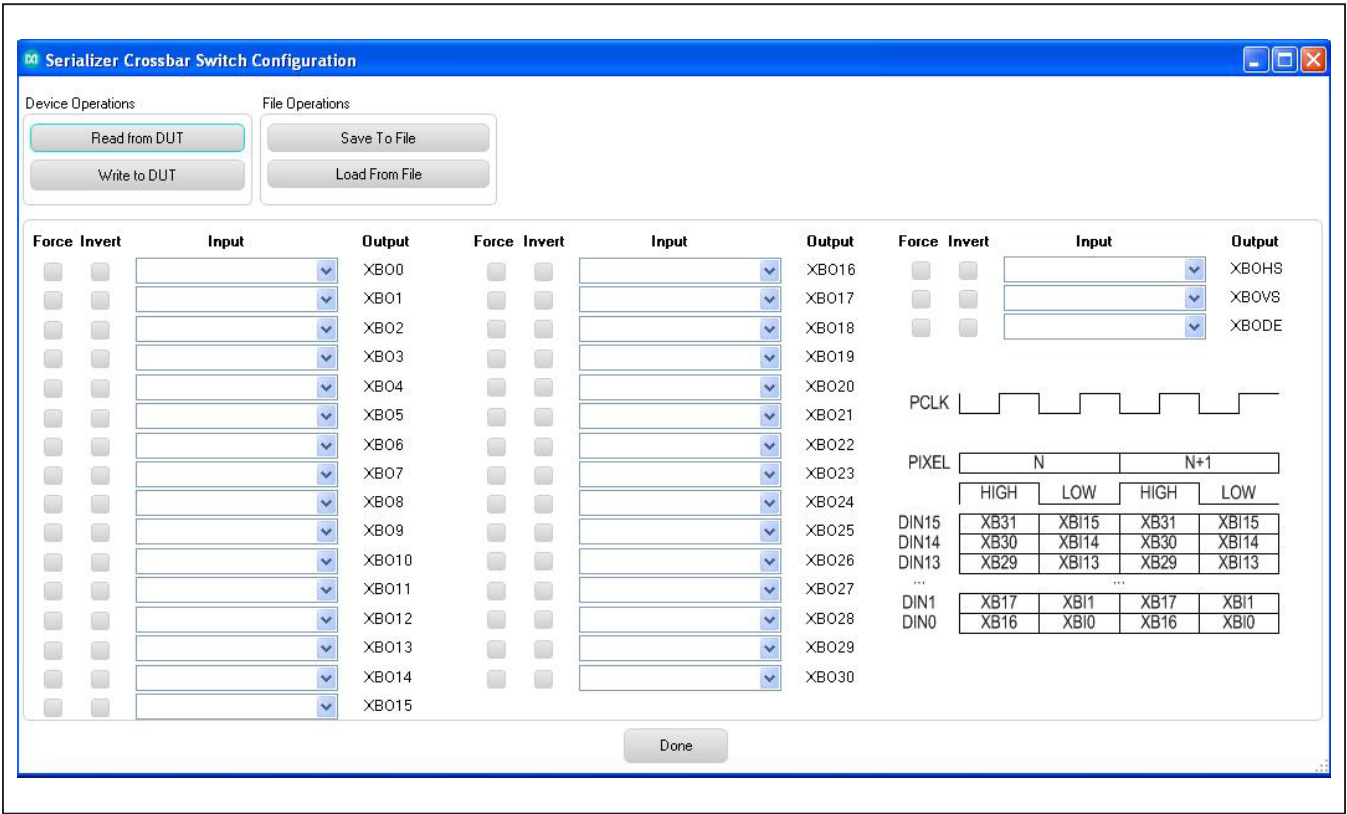 Serializer Crossbar Switch Configuration
Device Operations File Operations
Read from DUT Save To File
Write to DUT Load From File
Force Invert Input Output Force Invert Input Output Force Invert Input Output
XBO0 XBO16 XBOHS
XBO1 XBO17 XBOVS
XBO2 XBO18 XBODE
XBO3 XBO19
XBO4 XBO20
XBO5 XBO21
XBO6 XBO22
XBO7 XBO23
XBO8 XBO24
XBO9 XBO25
XBO10 XBO26
XBO11 XBO27
XBO12 XBO28
XBO13 XBO29
XBO14 XBO30
XBO15
PCLK
PIXEL N N+1
HIGH LOW HIGH LOW
DIN15 XB31 XBI15 XB31 XBI15
DIN14 XB30 XBI14 XB30 XBI14
DIN13 XB29 XBI13 XB29 XBI13
... ...
DIN1 XB17 XBI1 XB17 XBI1
DIN0 XB16 XBI0 XB16 XBI0
Done